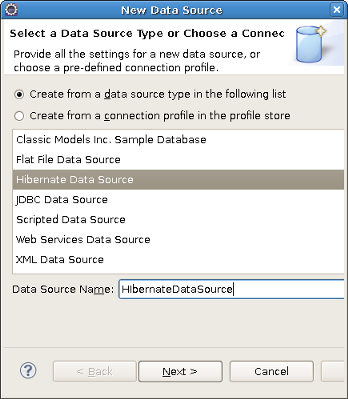 New Data Source
Select a Data Source Type or Choose a Connec
Provide all the settings for a new data source, or
choose a pre-defined connection profile.
Create from a data source type in the following list
Create from a connection profile in the profile store
Classic Models Inc. Sample Database
Flat File Data Source
Hibernate Data Source
JDBC Data Source
Scripted Data Source
Web Services Data Source
XML Data Source
Data Source Name: HIbernateDataSource
? < Back Next > Cancel